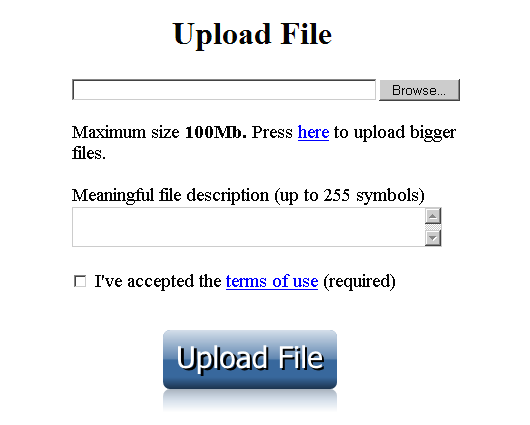 Upload File
Browse...
Maximum size 100Mb. Press here to upload bigger
files.
Meaningful file description (up to 255 symbols)
I've accepted the terms of use (required)
Upload File